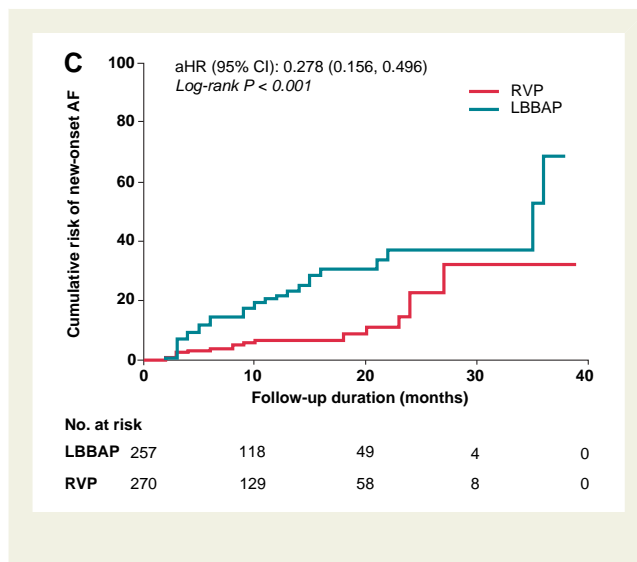 C
aHR (95% CI): 0.278 (0.156, 0.496)
Log-rank P < 0.001
RVP
LBBAP
Cumulative risk of new-onset AF
100
80
60
40
20
0
0 10 20 30 40
Follow-up duration (months)
No. at risk
LBBAP 257 118 49 4 0
RVP 270 129 58 8 0